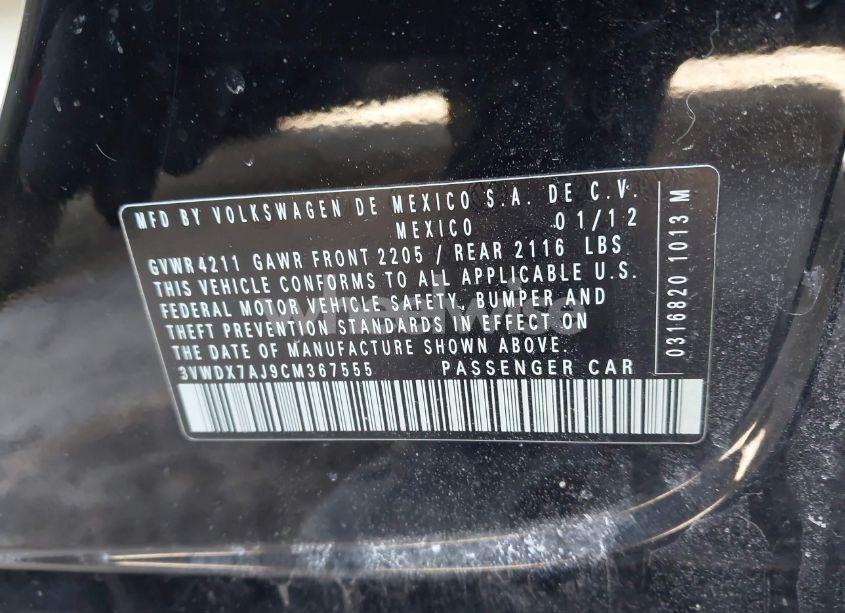 MFD BY VOLKSWAGEN DE MEXICO S.A. DE C.V.
MEXICO 01/12
GVWR 4211 GAWR FRONT 2205 / REAR 2116 LBS
THIS VEHICLE CONFORMS TO ALL APPLICABLE U.S.
FEDERAL MOTOR VEHICLE SAFETY, BUMPER AND
THEFT PREVENTION STANDARDS IN EFFECT ON
THE DATE OF MANUFACTURE SHOWN ABOVE.
3VWDX7AJ9CM367555 PASSENGER CAR
0316820 1013 M